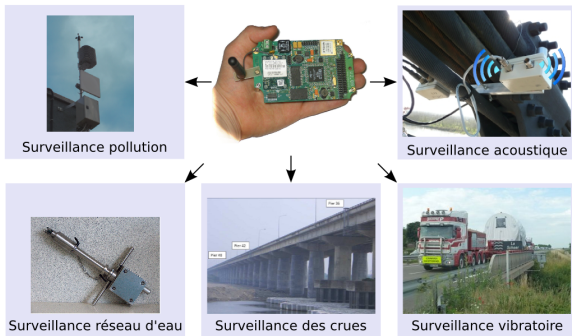 Surveillance pollution
Surveillance acoustique
Surveillance réseau d'eau
Surveillance des crues
Surveillance vibratoire